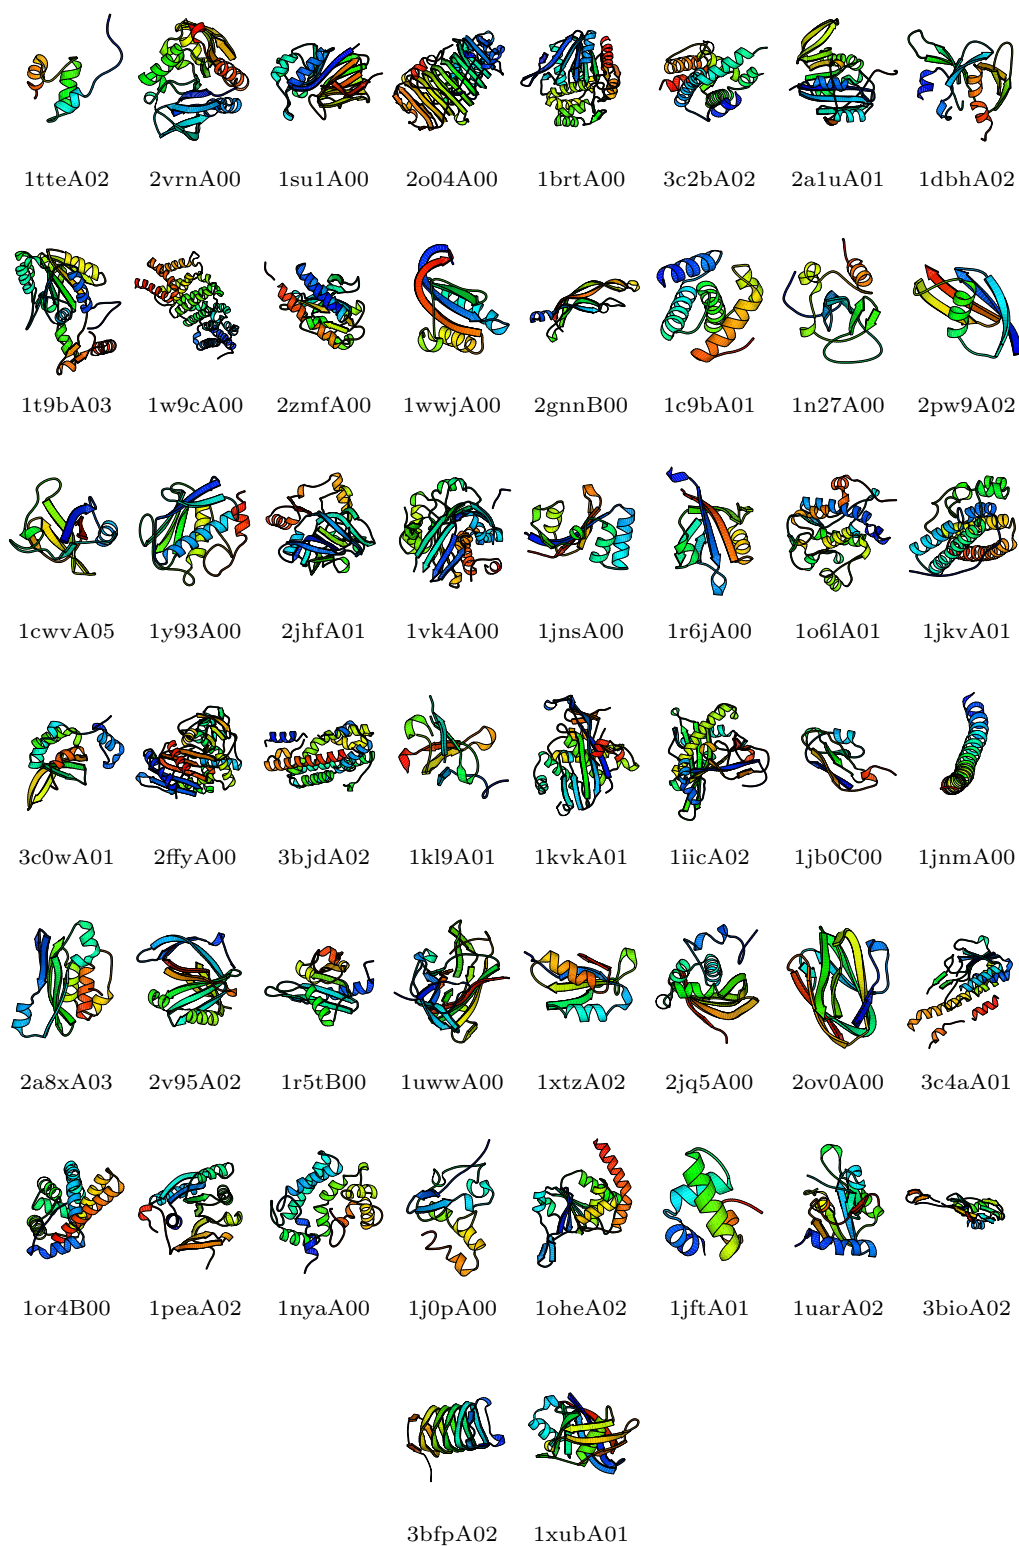 1tteA02 2vrnA00 1su1A00 2o04A00 1brtA00 3c2bA02 2a1uA01 1dbhA02
1t9bA03 1w9cA00 2zmfA00 1wwjA00 2gnnB00 1c9bA01 1n27A00 2pw9A02
1cwvA05 1y93A00 2jhfA01 1vk4A00 1jnsA00 1r6jA00 1o6lA01 1jkvA01
3c0wA01 2ffyA00 3bjdA02 1kl9A01 1kvkA01 1iicA02 1jb0C00 1jnmA00
2a8xA03 2v95A02 1r5tB00 1uwwA00 1xtzA02 2jq5A00 2ov0A00 3c4aA01
1or4B00 1peaA02 1nyaA00 1j0pA00 1oheA02 1jftA01 1uarA02 3bioA02
3bfpA02 1xubA01